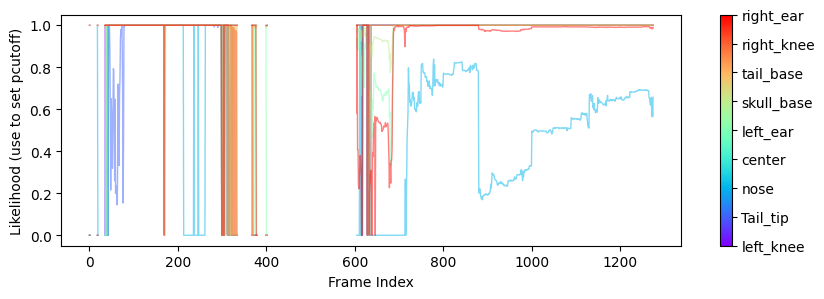 Likelihood (use to set pcutoff)
1.0
0.8
0.6
0.4
0.2
0.0
0
200
400
600
800
1000
1200
Frame Index
right_ear
right_knee
tail_base
skull_base
left_ear
center
nose
Tail_tip
left_knee